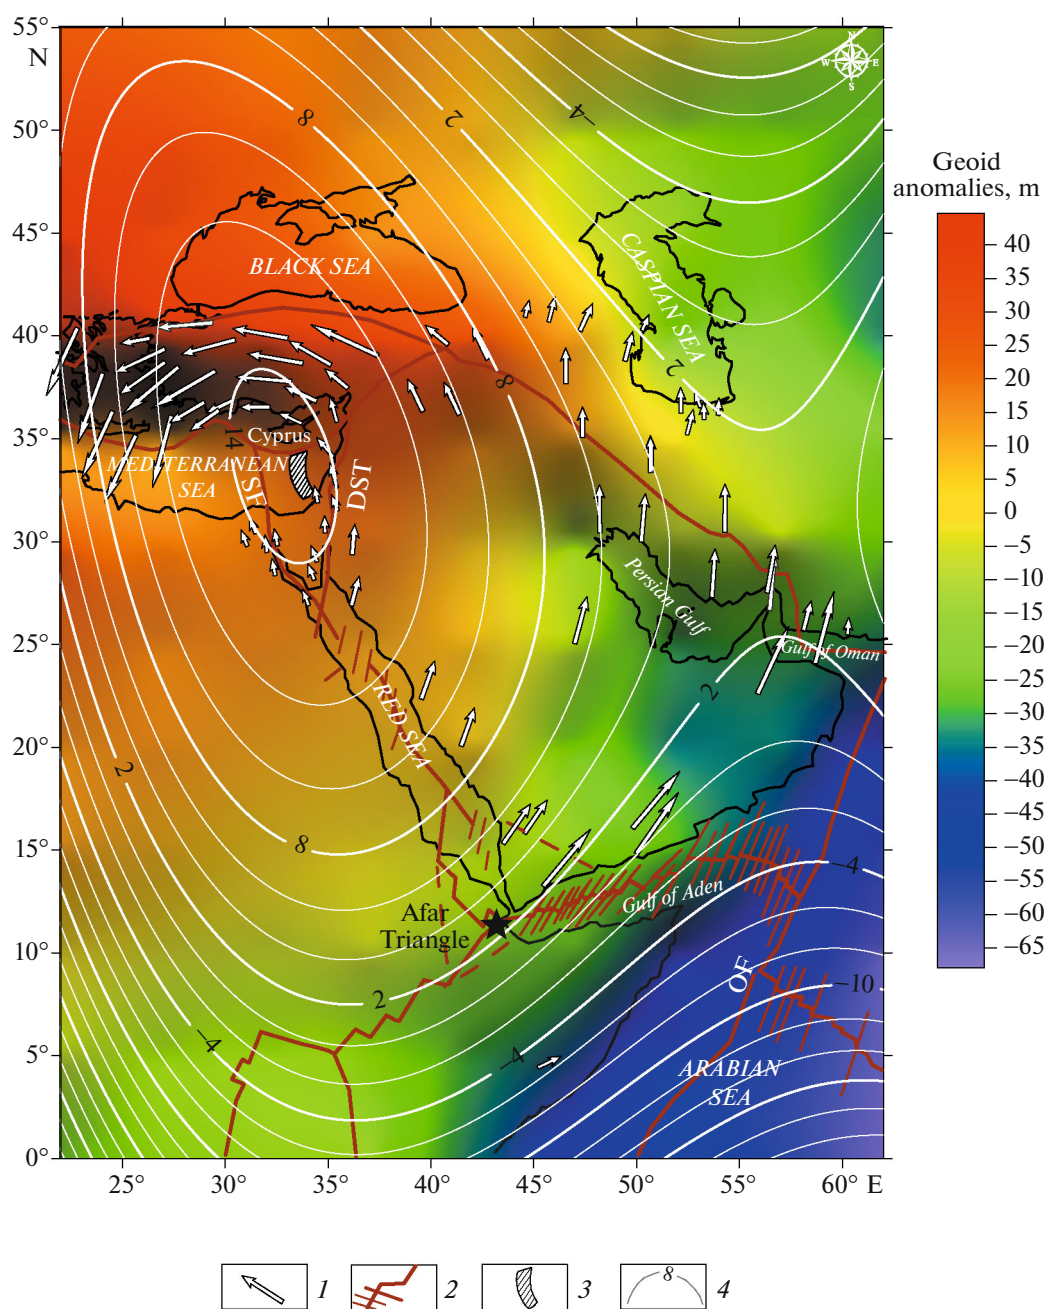 55°
N
50°
45°
40°
35°
30°
25°
20°
15°
10°
5°
0°
25°
30°
35°
40°
45°
50°
55°
60° E
N
W
E
S
8
2
−4
BLACK SEA
CASPIAN SEA
2
8
14
Cyprus
MEDITERRANEAN
SEA
SF
DST
Persian Gulf
Gulf of Oman
2
RED SEA
2
8
−4
Gulf of Aden
Afar
Triangle
OF
−10
2
−4
−4
ARABIAN
SEA
Geoid
anomalies, m
40
35
30
25
20
15
10
5
0
−5
−10
−15
−20
−25
−30
−35
−40
−45
−50
−55
−60
−65
1
2
3
8
4